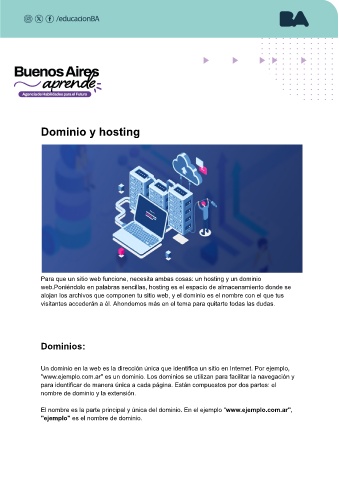 /educacionBA
BA
Buenos Aires
aprende
Agencia de Habilidades para el Futuro
Dominio y hosting
Para que un sitio web funcione, necesita ambas cosas: un hosting y un dominio
web.Poniéndolo en palabras sencillas, hosting es el espacio de almacenamiento donde se
alojan los archivos que componen tu sitio web, y el dominio es el nombre con el que tus
visitantes accederán a él. Ahondemos más en el tema para quitarte todas las dudas.
Dominios:
Un dominio en la web es la dirección única que identifica un sitio en Internet. Por ejemplo,
"www.ejemplo.com.ar" es un dominio. Los dominios se utilizan para facilitar la navegación y
para identificar de manera única a cada página. Están compuestos por dos partes: el
nombre de dominio y la extensión.
El nombre es la parte principal y única del dominio. En el ejemplo "www.ejemplo.com.ar",
"ejemplo" es el nombre de dominio.